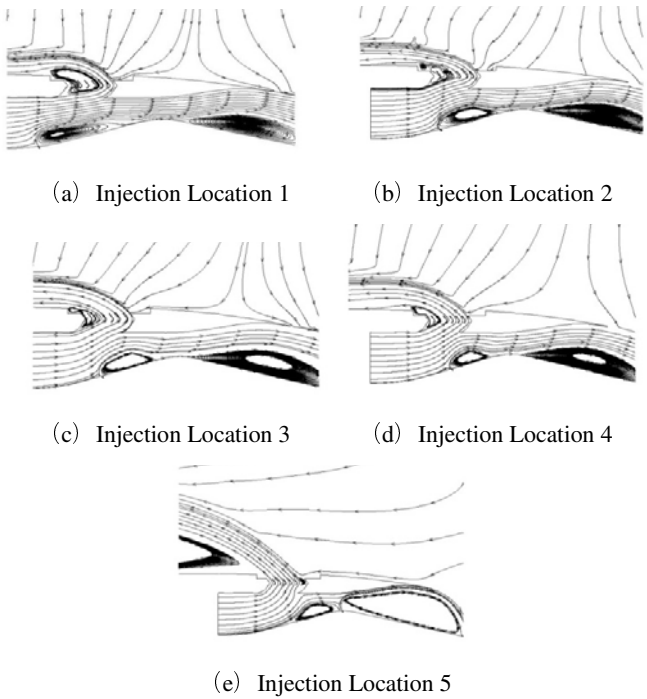 (a) Injection Location 1
(b) Injection Location 2
(c) Injection Location 3
(d) Injection Location 4
(e) Injection Location 5